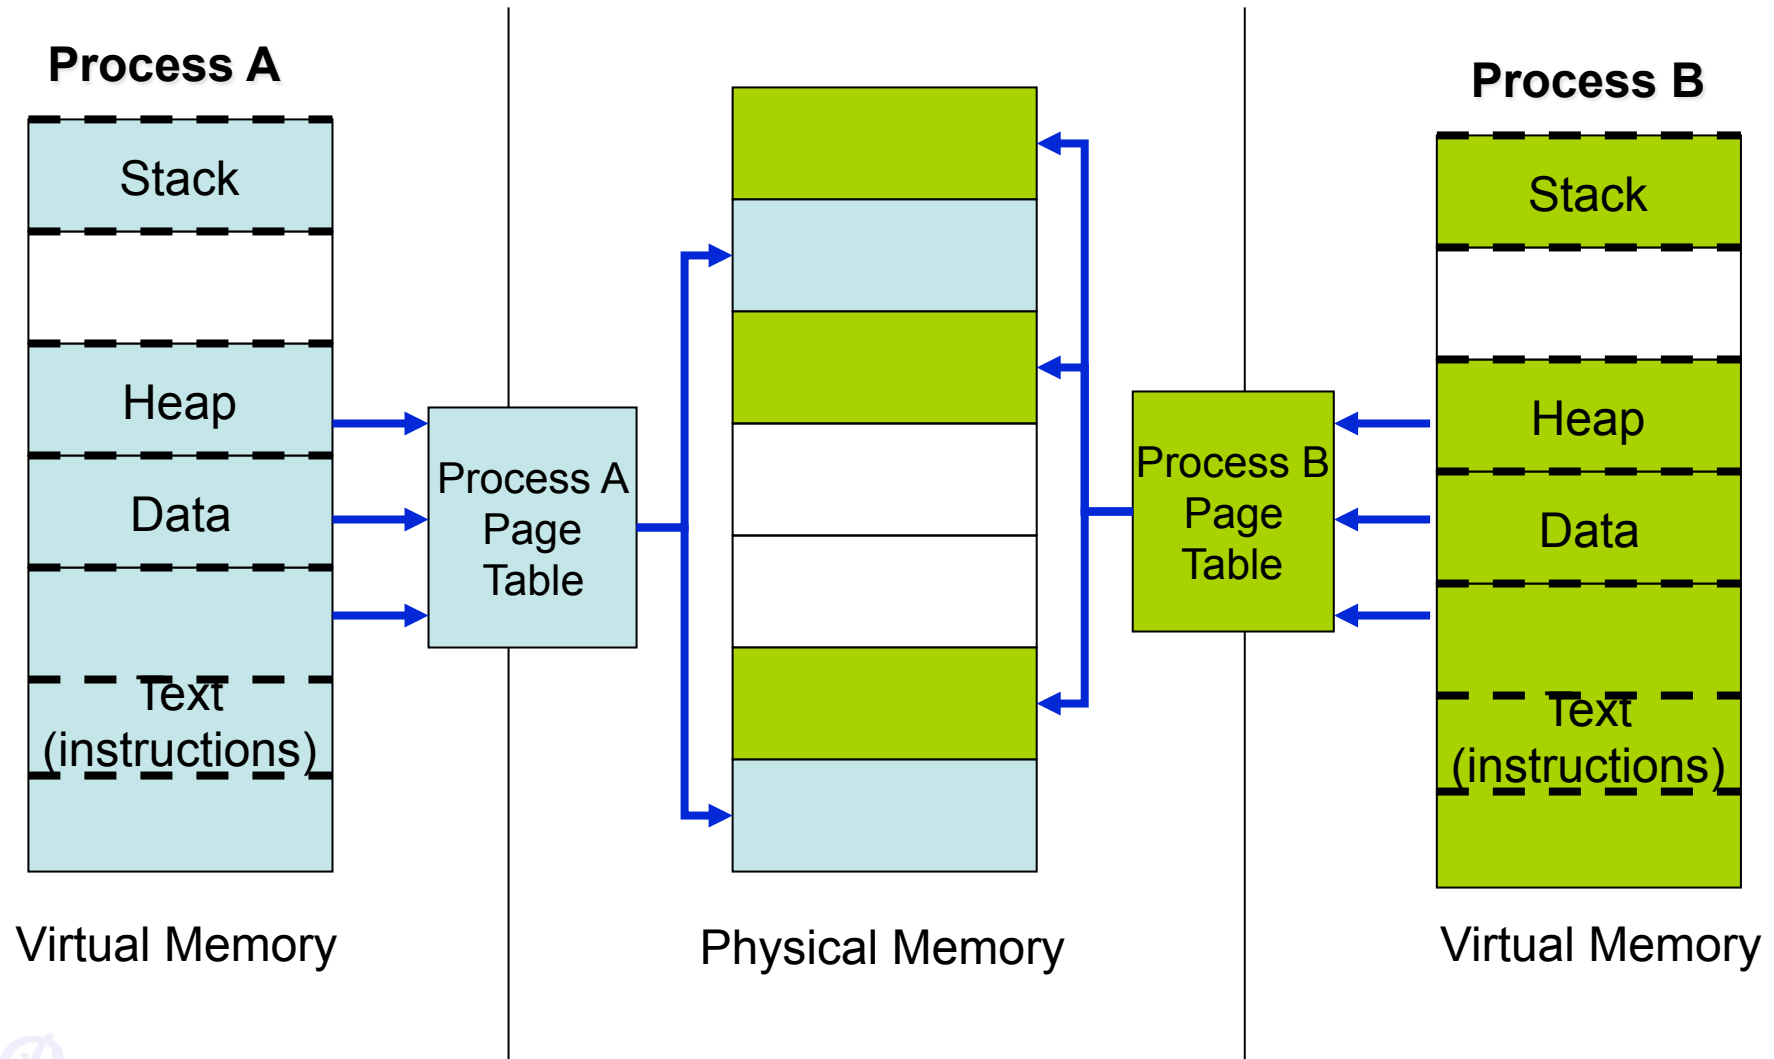 Process A
Stack
Heap
Data
Text
(instructions)
Virtual Memory
Process A
Page
Table
Physical Memory
Process B
Page
Table
Process B
Stack
Heap
Data
Text
(instructions)
Virtual Memory